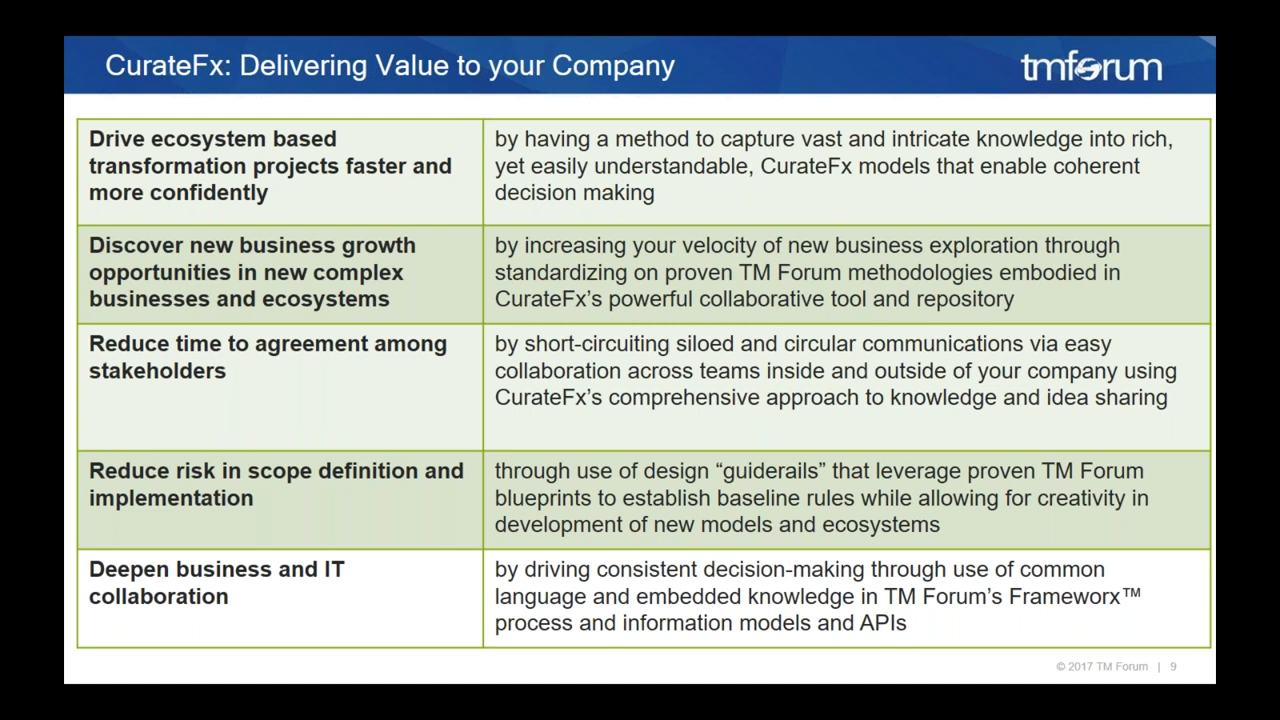 CurateFx: Delivering Value to your Company
tmforum
Drive ecosystem based
transformation projects faster and
more confidently
by having a method to capture vast and intricate knowledge into rich,
yet easily understandable, CurateFx models that enable coherent
decision making
Discover new business growth
opportunities in new complex
businesses and ecosystems
by increasing your velocity of new business exploration through
standardizing on proven TM Forum methodologies embodied in
CurateFx’s powerful collaborative tool and repository
Reduce time to agreement among
stakeholders
by short-circuiting siloed and circular communications via easy
collaboration across teams inside and outside of your company using
CurateFx’s comprehensive approach to knowledge and idea sharing
Reduce risk in scope definition and
implementation
through use of design “guiderails” that leverage proven TM Forum
blueprints to establish baseline rules while allowing for creativity in
development of new models and ecosystems
Deepen business and IT
collaboration
by driving consistent decision-making through use of common
language and embedded knowledge in TM Forum’s Frameworx™
process and information models and APIs
© 2017 TM Forum | 9